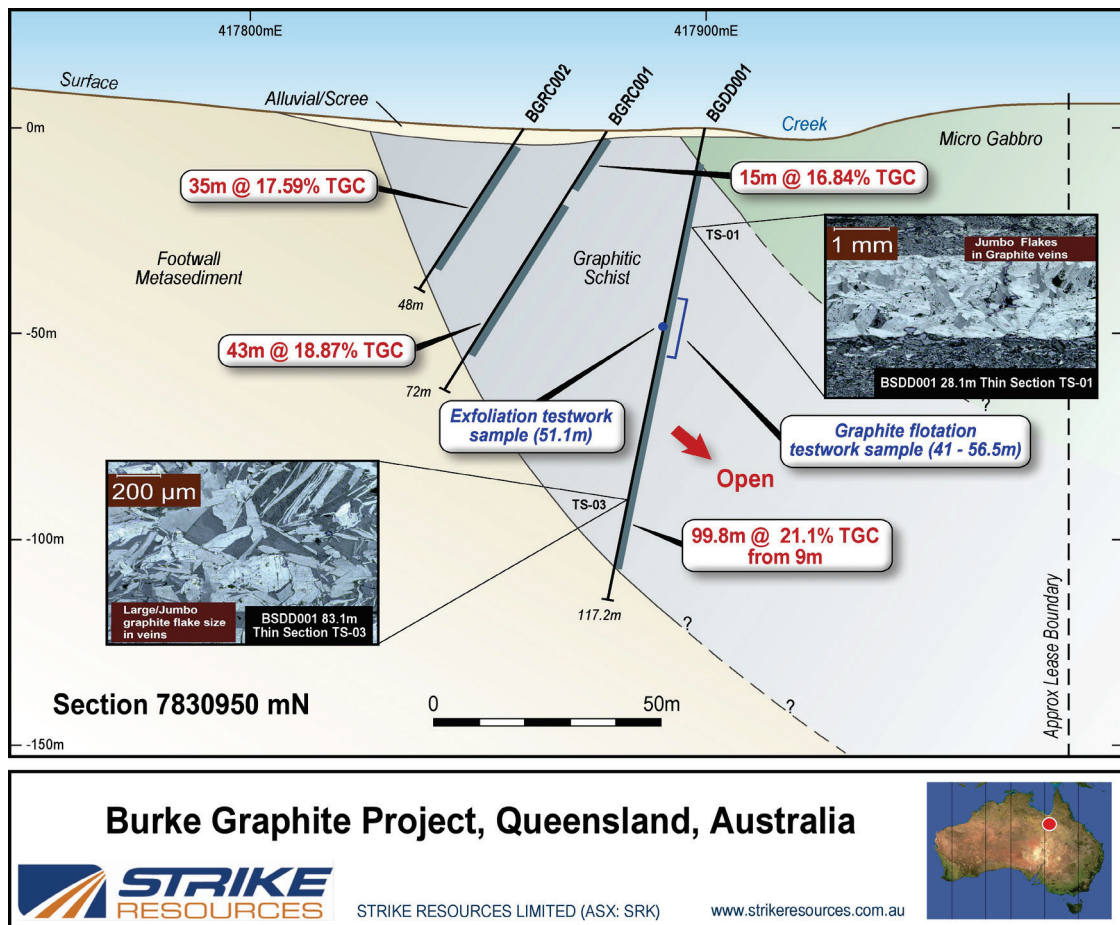 417800mE
417900mE
BGRC002
BGRC001
BGDD001
Surface
Alluvial/Scree
Creek
0m
Micro Gabbro
35m @ 17.59% TGC
15m @ 16.84% TGC
TS-01
1 mm
Jumbo Flakes
in Graphite veins
Footwall
Metasediment
Graphitic
Schist
48m
-50m
43m @ 18.87% TGC
72m
BSDD001 28.1m Thin Section TS-01
?
Exfoliation testwork
sample (51.1m)
Graphite flotation
testwork sample (41 - 56.5m)
Open
200 µm
TS-03
-100m
99.8m @ 21.1% TGC
from 9m
Large/Jumbo
graphite flake size
in veins
BSDD001 83.1m
Thin Section TS-03
117.2m
?
?
Approx Lease Boundary
Section 7830950 mN
0
50m
-150m
Burke Graphite Project, Queensland, Australia
STRIKE
RESOURCES
STRIKE RESOURCES LIMITED (ASX: SRK)
www.strikeresources.com.au